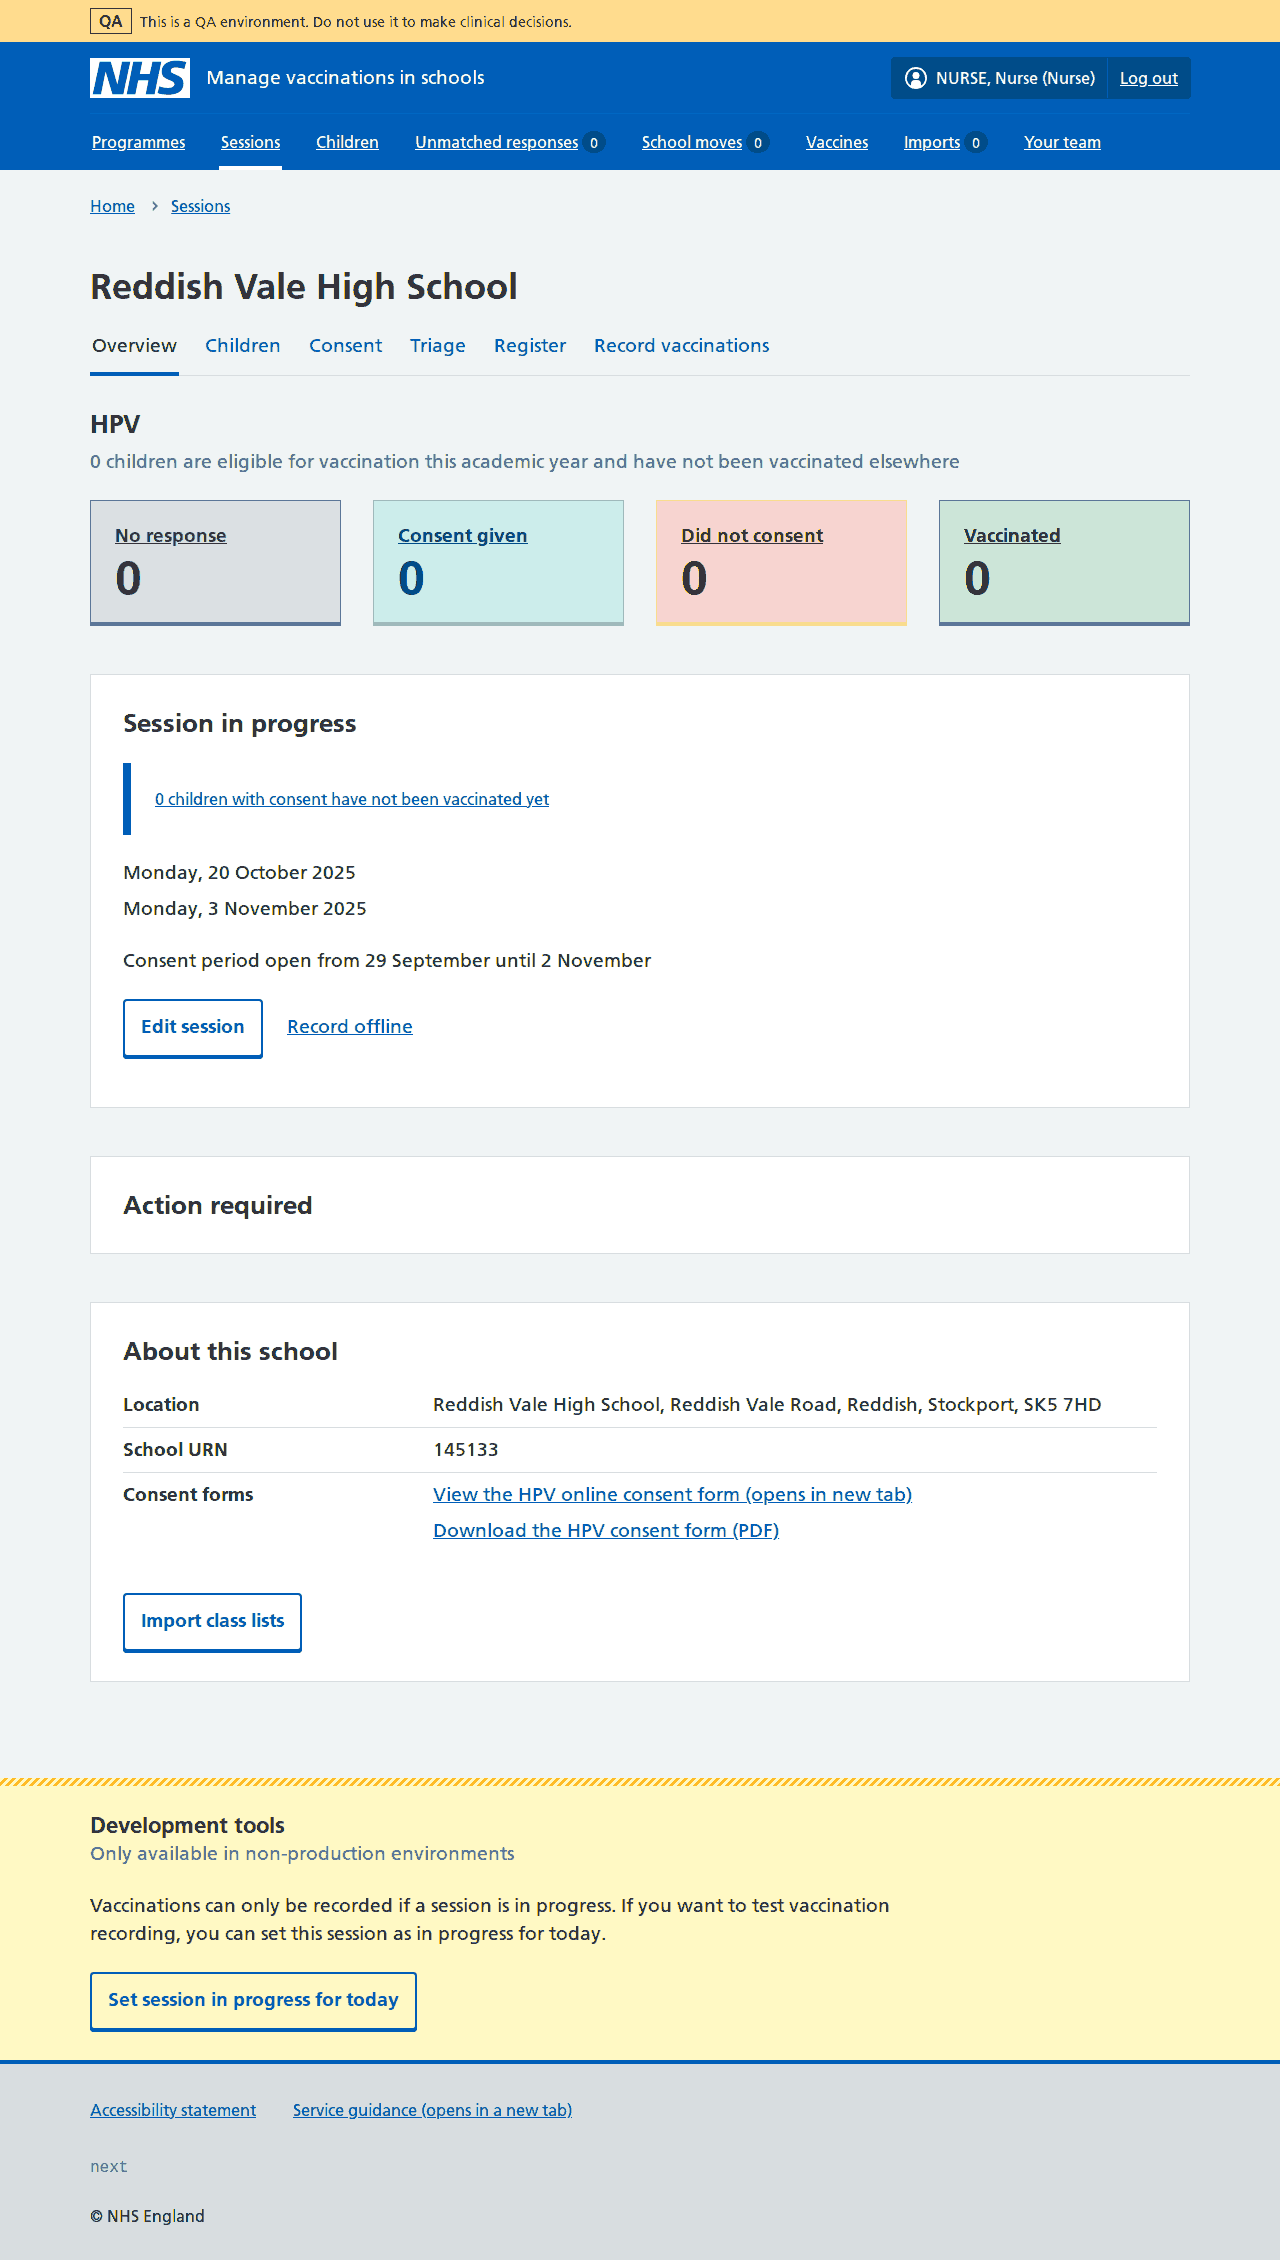 QA This is a QA environment. Do not use it to make clinical decisions.
NHS Manage vaccinations in schools NURSE, Nurse (Nurse) Log out
Programmes Sessions Children Unmatched responses 0 School moves 0 Vaccines Imports 0 Your team
Home Sessions
Reddish Vale High School
Overview Children Consent Triage Register Record vaccinations
HPV
0 children are eligible for vaccination this academic year and have not been vaccinated elsewhere
No response Consent given Did not consent Vaccinated
0 0 0 0
Session in progress
0 children with consent have not been vaccinated yet
Monday, 20 October 2025
Monday, 3 November 2025
Consent period open from 29 September until 2 November
Edit session Record offline
Action required
About this school
Location Reddish Vale High School, Reddish Vale Road, Reddish, Stockport, SK5 7HD
School URN 145133
Consent forms View the HPV online consent form (opens in new tab)
Download the HPV consent form (PDF)
Import class lists
Development tools
Only available in non-production environments
Vaccinations can only be recorded if a session is in progress. If you want to test vaccination
recording, you can set this session as in progress for today.
Set session in progress for today
Accessibility statement Service guidance (opens in a new tab)
next
© NHS England